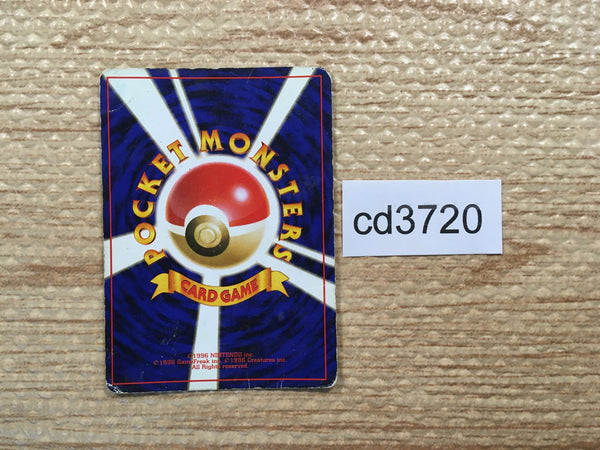 POCKET MONSTERS
CARD GAME
©1996 NINTENDO inc.
©1996 GameFreak inc. ©1996 Creatures inc.
All Rights reserved.
cd3720